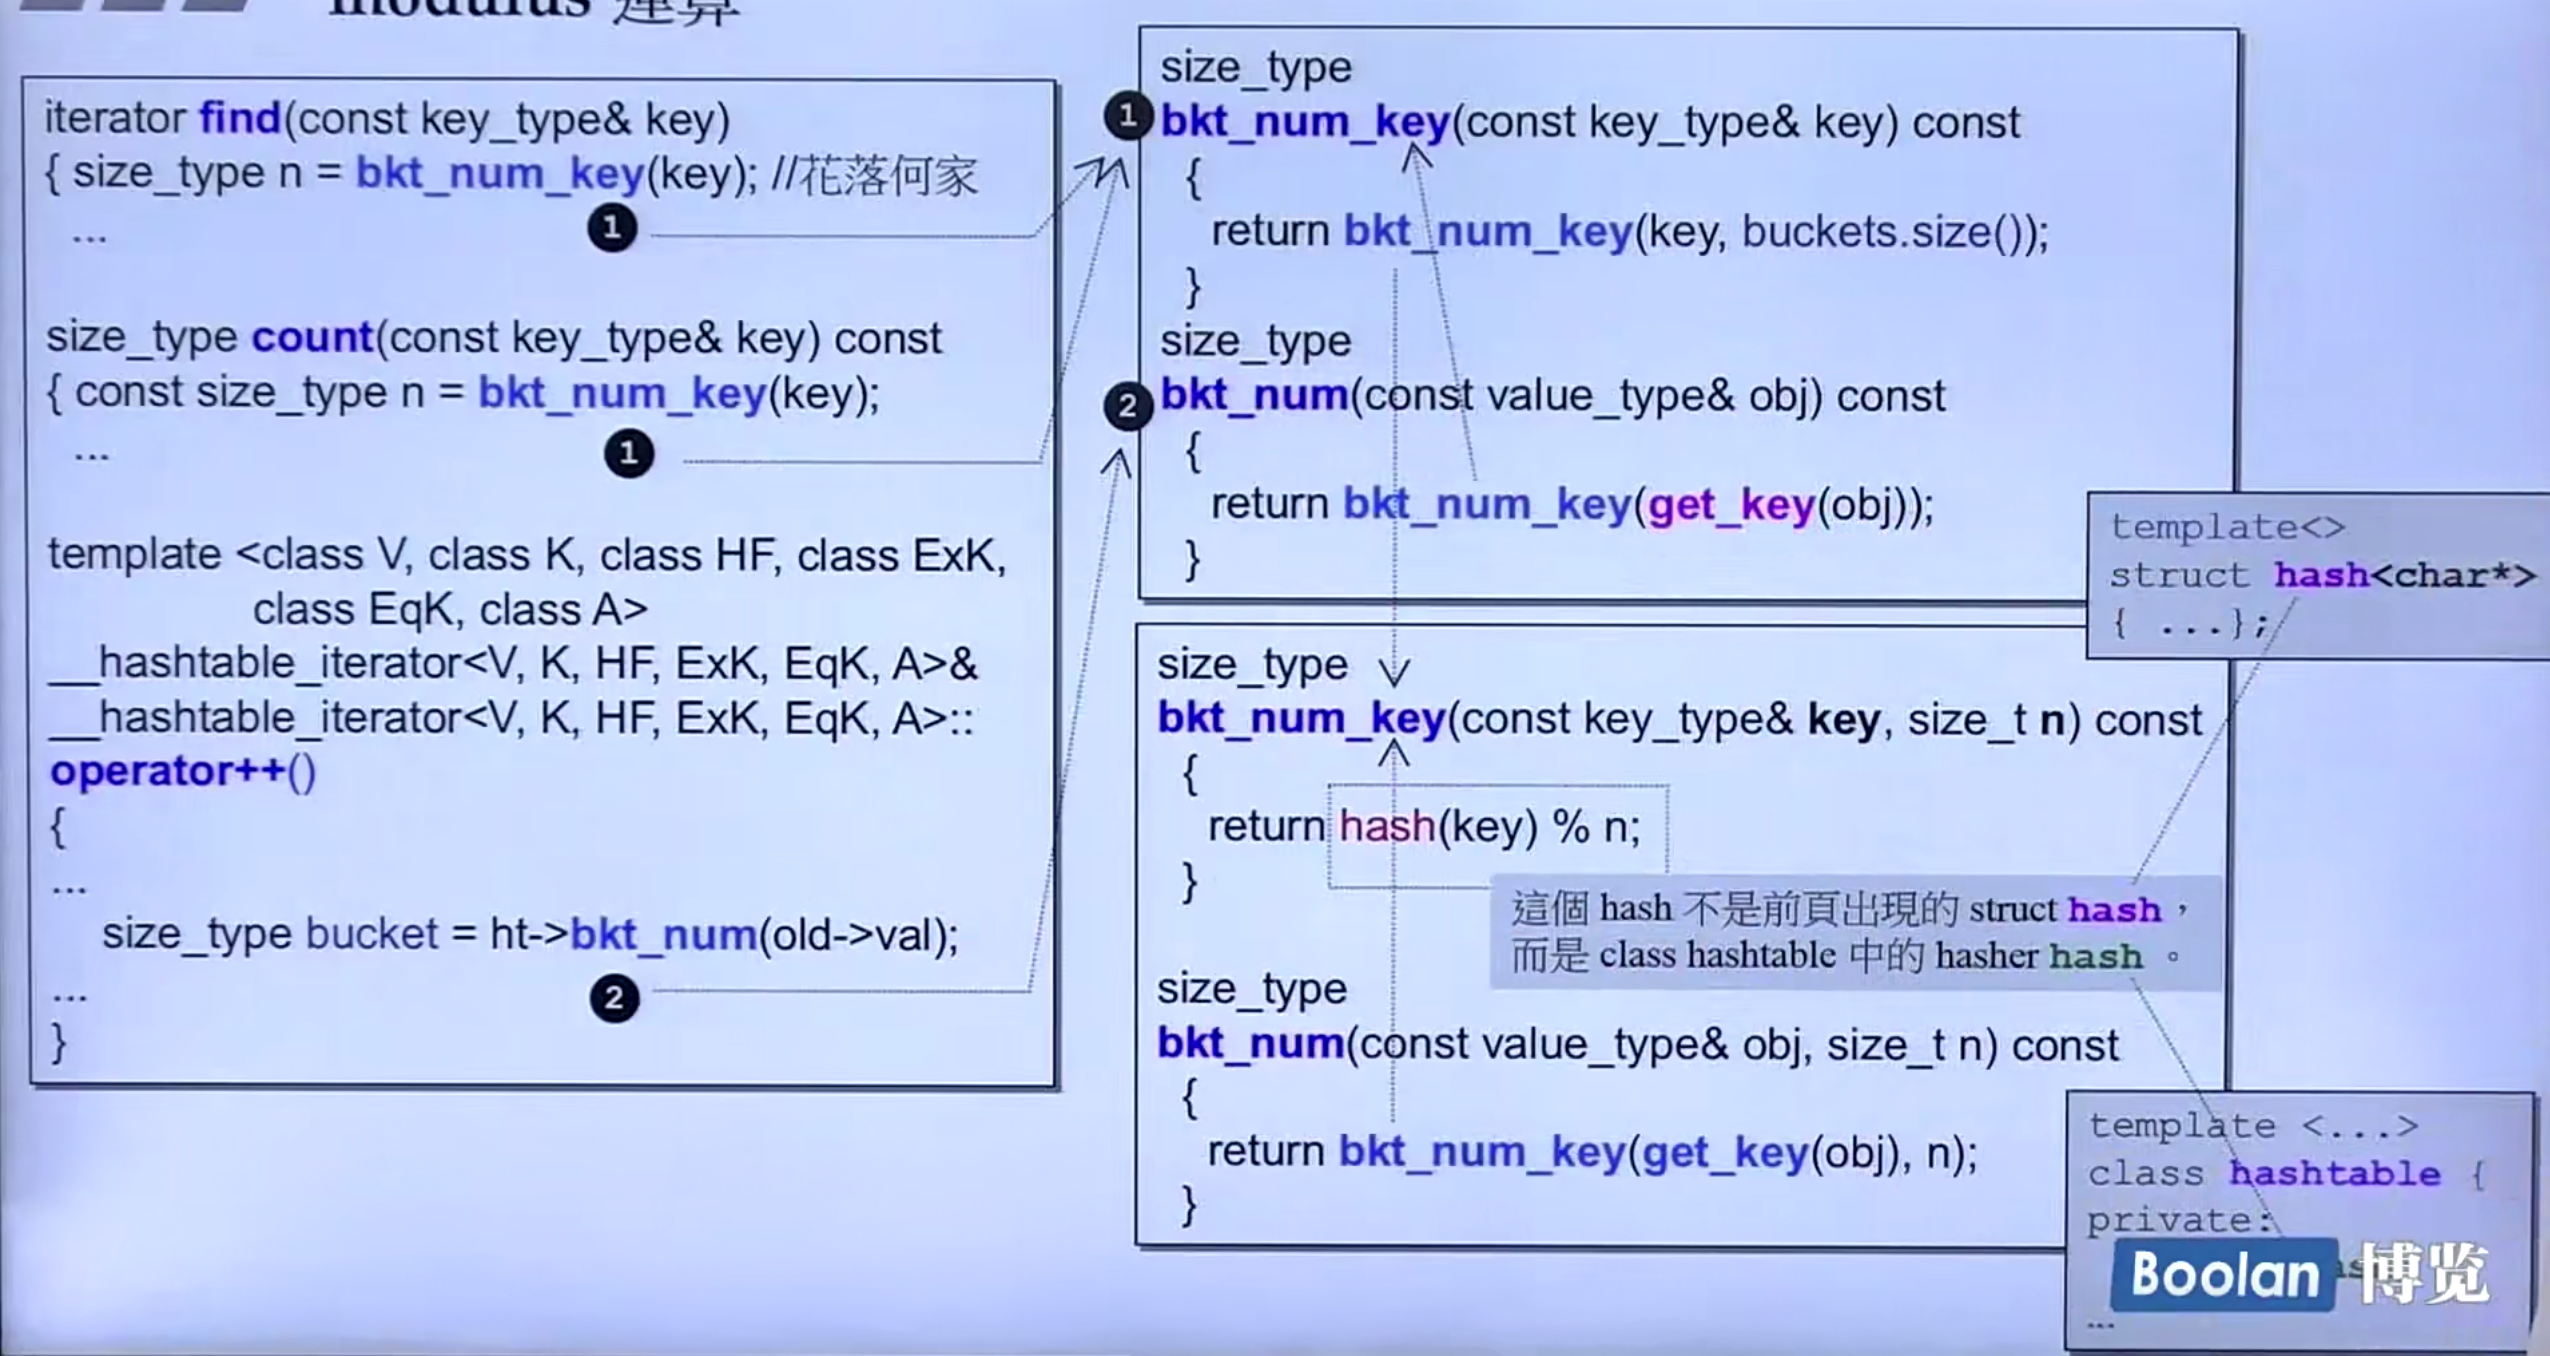 modulus 運算
iterator find(const key_type& key)
{ size_type n = bkt_num_key(key); //花落何家
❶
...
size_type count(const key_type& key) const
{ const size_type n = bkt_num_key(key);
❶
...
template <class V, class K, class HF, class ExK,
class EqK, class A>
__hashtable_iterator<V, K, HF, ExK, EqK, A>&
__hashtable_iterator<V, K, HF, ExK, EqK, A>::
operator++()
{
...
size_type bucket = ht->bkt_num(old->val);
❷
...
}
size_type
❶ bkt_num_key(const key_type& key) const
{
return bkt_num_key(key, buckets.size());
}
size_type
❷ bkt_num(const value_type& obj) const
{
return bkt_num_key(get_key(obj));
}
size_type
bkt_num_key(const key_type& key, size_t n) const
{
return hash(key) % n;
}
這個 hash 不是前頁出現的 struct hash，
而是 class hashtable 中的 hasher hash 。
size_type
bkt_num(const value_type& obj, size_t n) const
{
return bkt_num_key(get_key(obj), n);
}
template<>
struct hash<char*>
{ ...};
template <...>
class hashtable {
private:
...
Boolan 博览